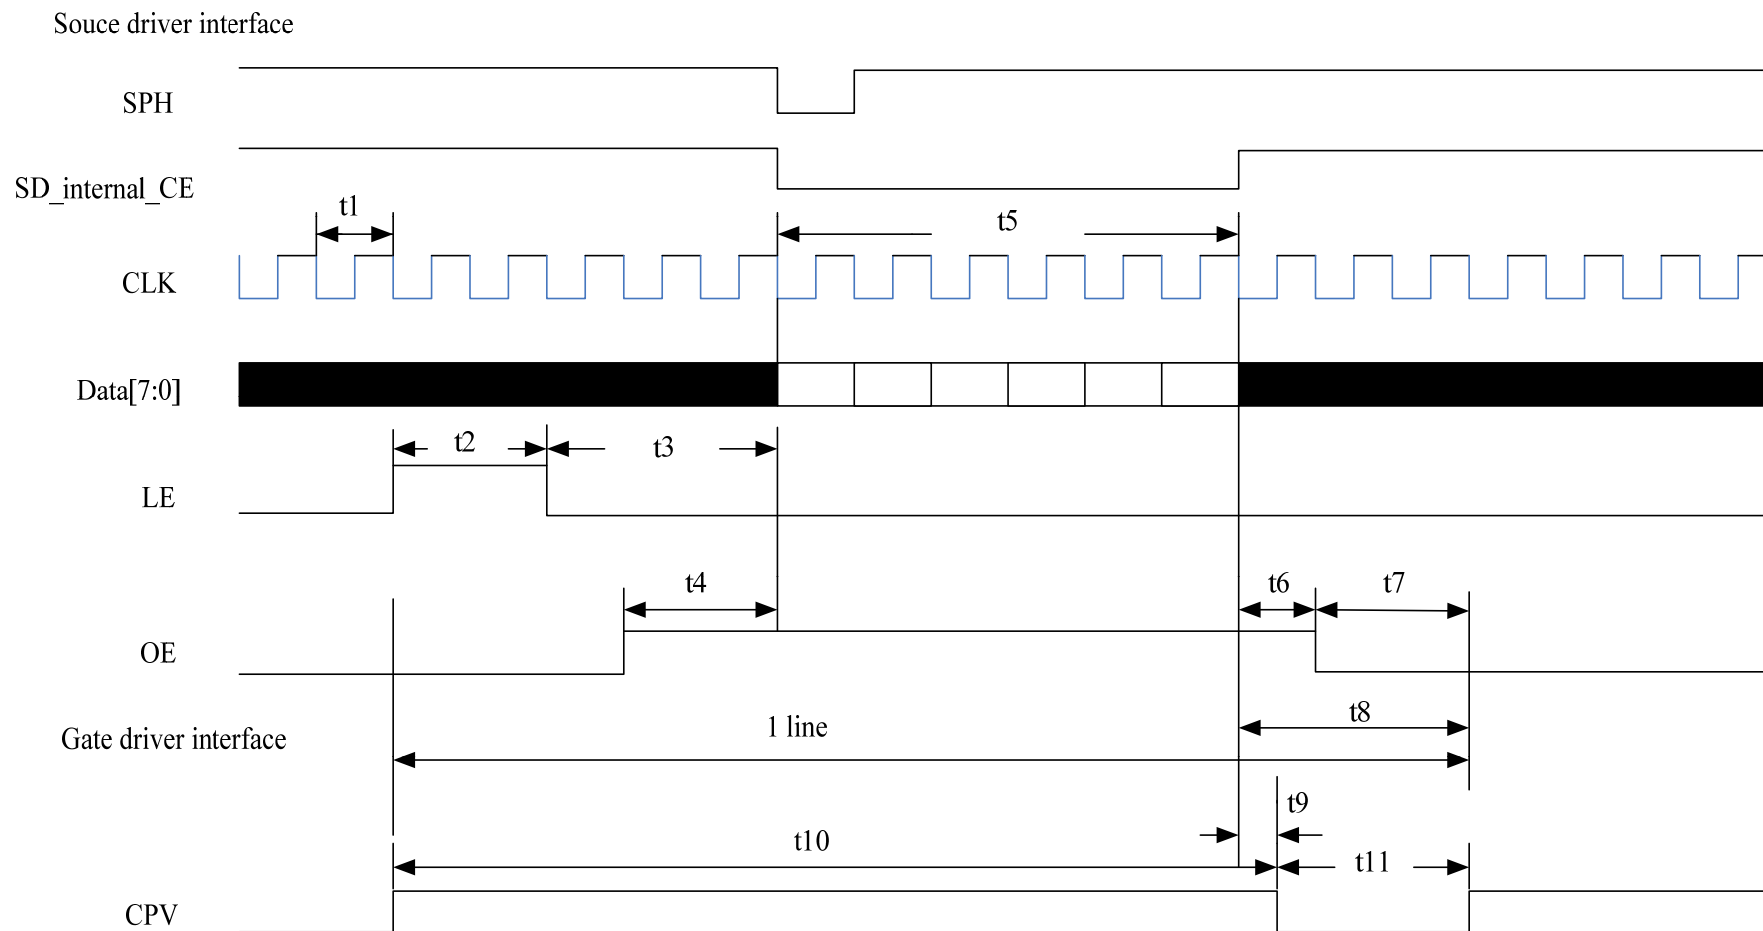 Souce driver interface
SPH
SD_internal_CE
t1
t5
CLK
Data[7:0]
t2
t3
LE
t4
t6
t7
OE
t8
1 line
Gate driver interface
t9
t10
t11
CPV